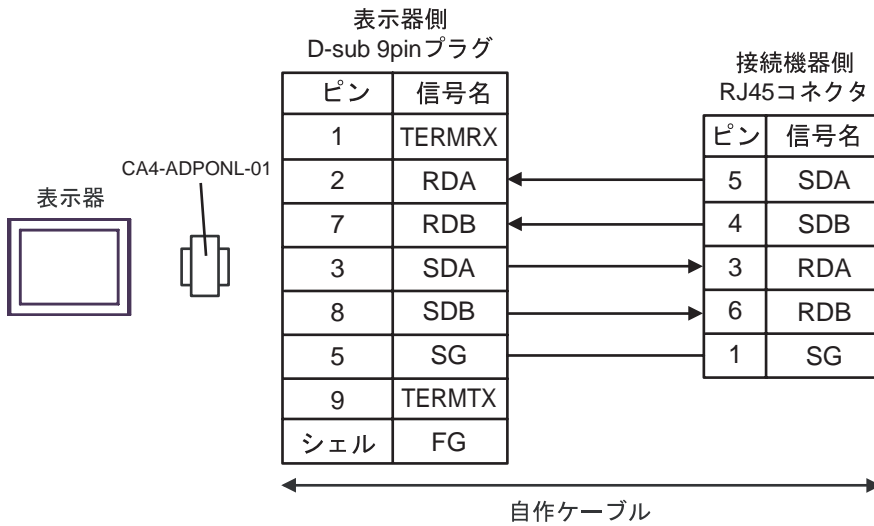 表示器側
D-sub 9pinプラグ
接続機器側
RJ45コネクタ
ピン 信号名
1 TERMRX
2 RDA
7 RDB
3 SDA
8 SDB
5 SG
9 TERMTX
シェル FG
ピン 信号名
5 SDA
4 SDB
3 RDA
6 RDB
1 SG
CA4-ADPONL-01
表示器
自作ケーブル